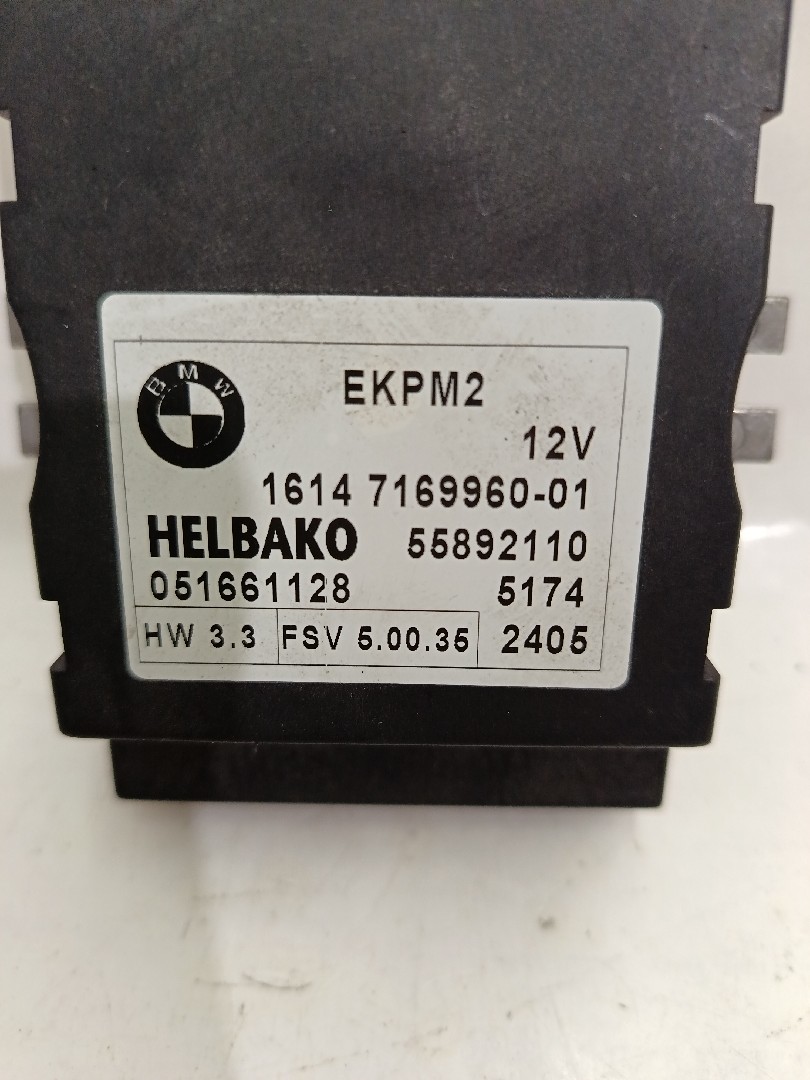 BMW
EKPM2
12V
1614 7169960-01
HELBAKO 55892110
051661128 5174
HW 3.3 FSV 5.00.35 2405